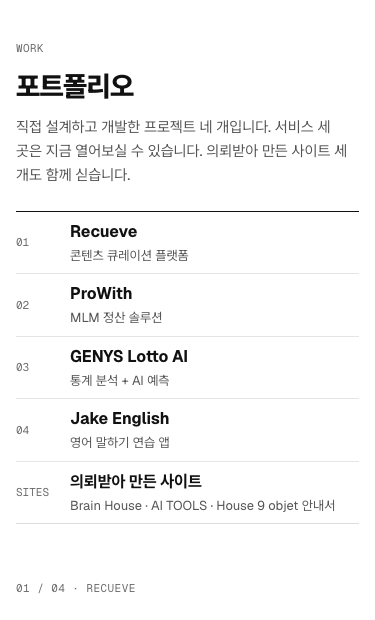 WORK
포트폴리오
직접 설계하고 개발한 프로젝트 네 개입니다. 서비스 세
곳은 지금 열어보실 수 있습니다. 의뢰받아 만든 사이트 세
개도 함께 싣습니다.
01
Recueve
콘텐츠 큐레이션 플랫폼
02
ProWith
MLM 정산 솔루션
03
GENYS Lotto AI
통계 분석 + AI 예측
04
Jake English
영어 말하기 연습 앱
SITES
의뢰받아 만든 사이트
Brain House · AI TOOLS · House 9 objet 안내서
01 / 04 · RECUEVE